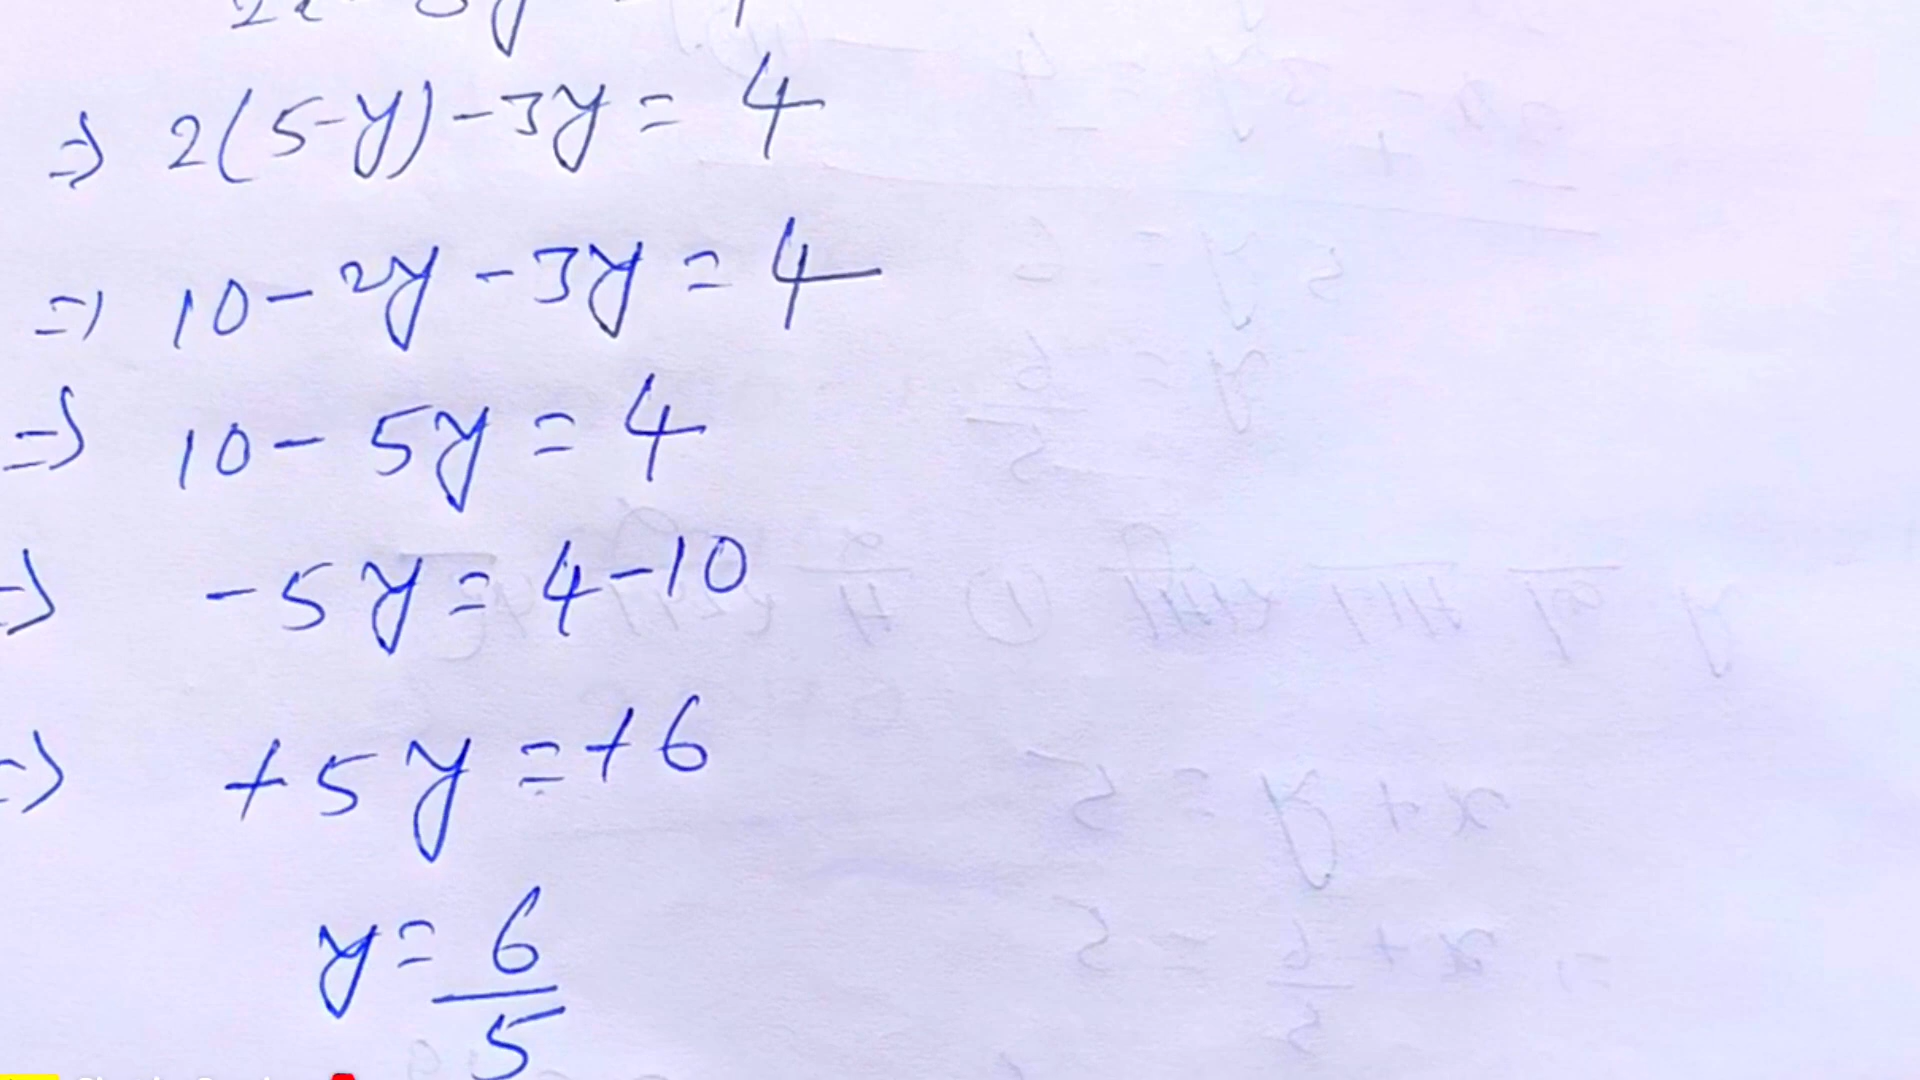 ⇒ 2(5-y)-3y = 4
⇒ 10-2y-3y = 4
⇒ 10-5y = 4
⇒ -5y = 4-10
⇒ +5y = +6
y = 6/5